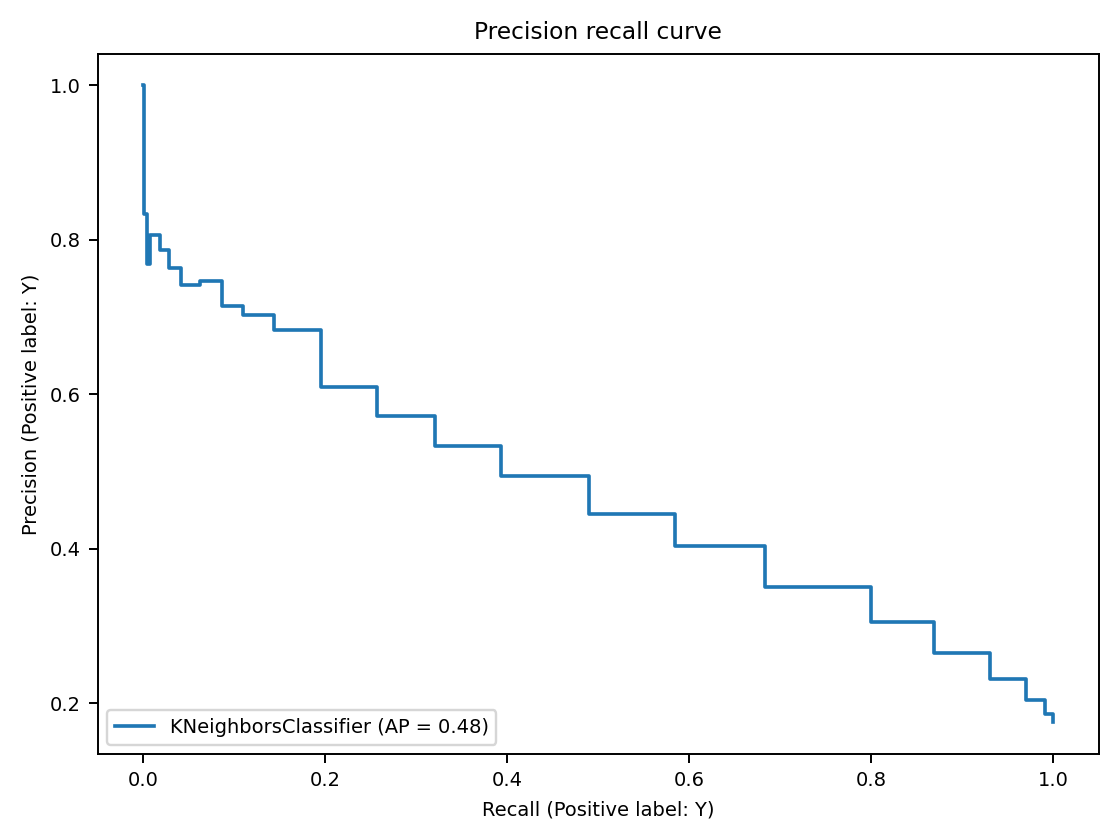 Precision recall curve
1.0
0.8
0.6
0.4
0.2
Precision (Positive label: Y)
KNeighborsClassifier (AP = 0.48)
0.0 0.2 0.4 0.6 0.8 1.0
Recall (Positive label: Y)